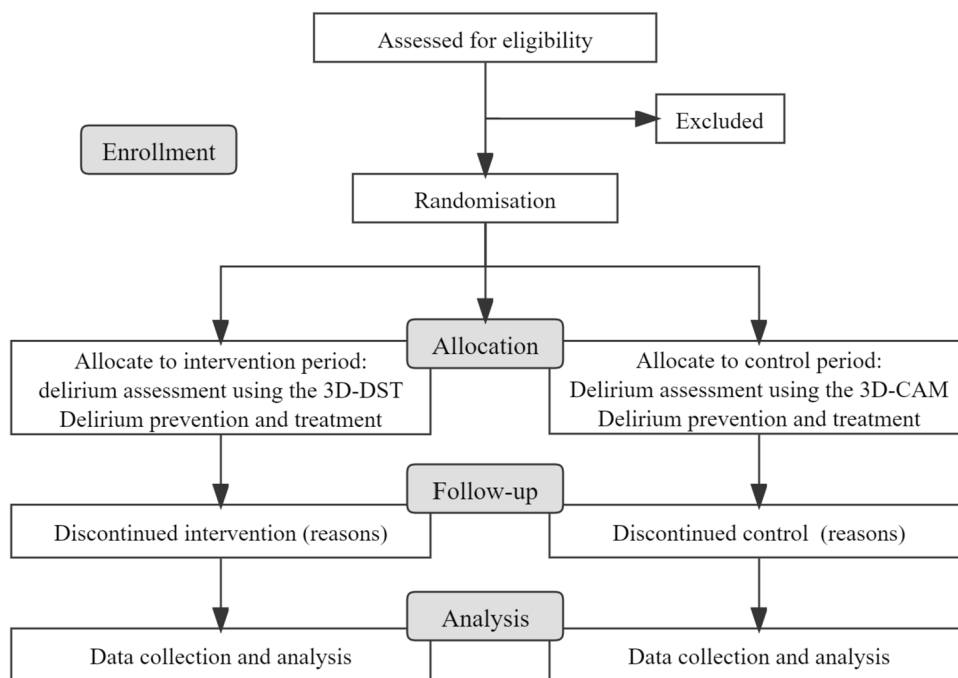 Assessed for eligibility
Excluded
Enrollment
Randomisation
Allocation
Allocate to intervention period:
delirium assessment using the 3D-DST
Delirium prevention and treatment
Allocate to control period:
Delirium assessment using the 3D-CAM
Delirium prevention and treatment
Follow-up
Discontinued intervention (reasons)
Discontinued control  (reasons)
Analysis
Data collection and analysis
Data collection and analysis